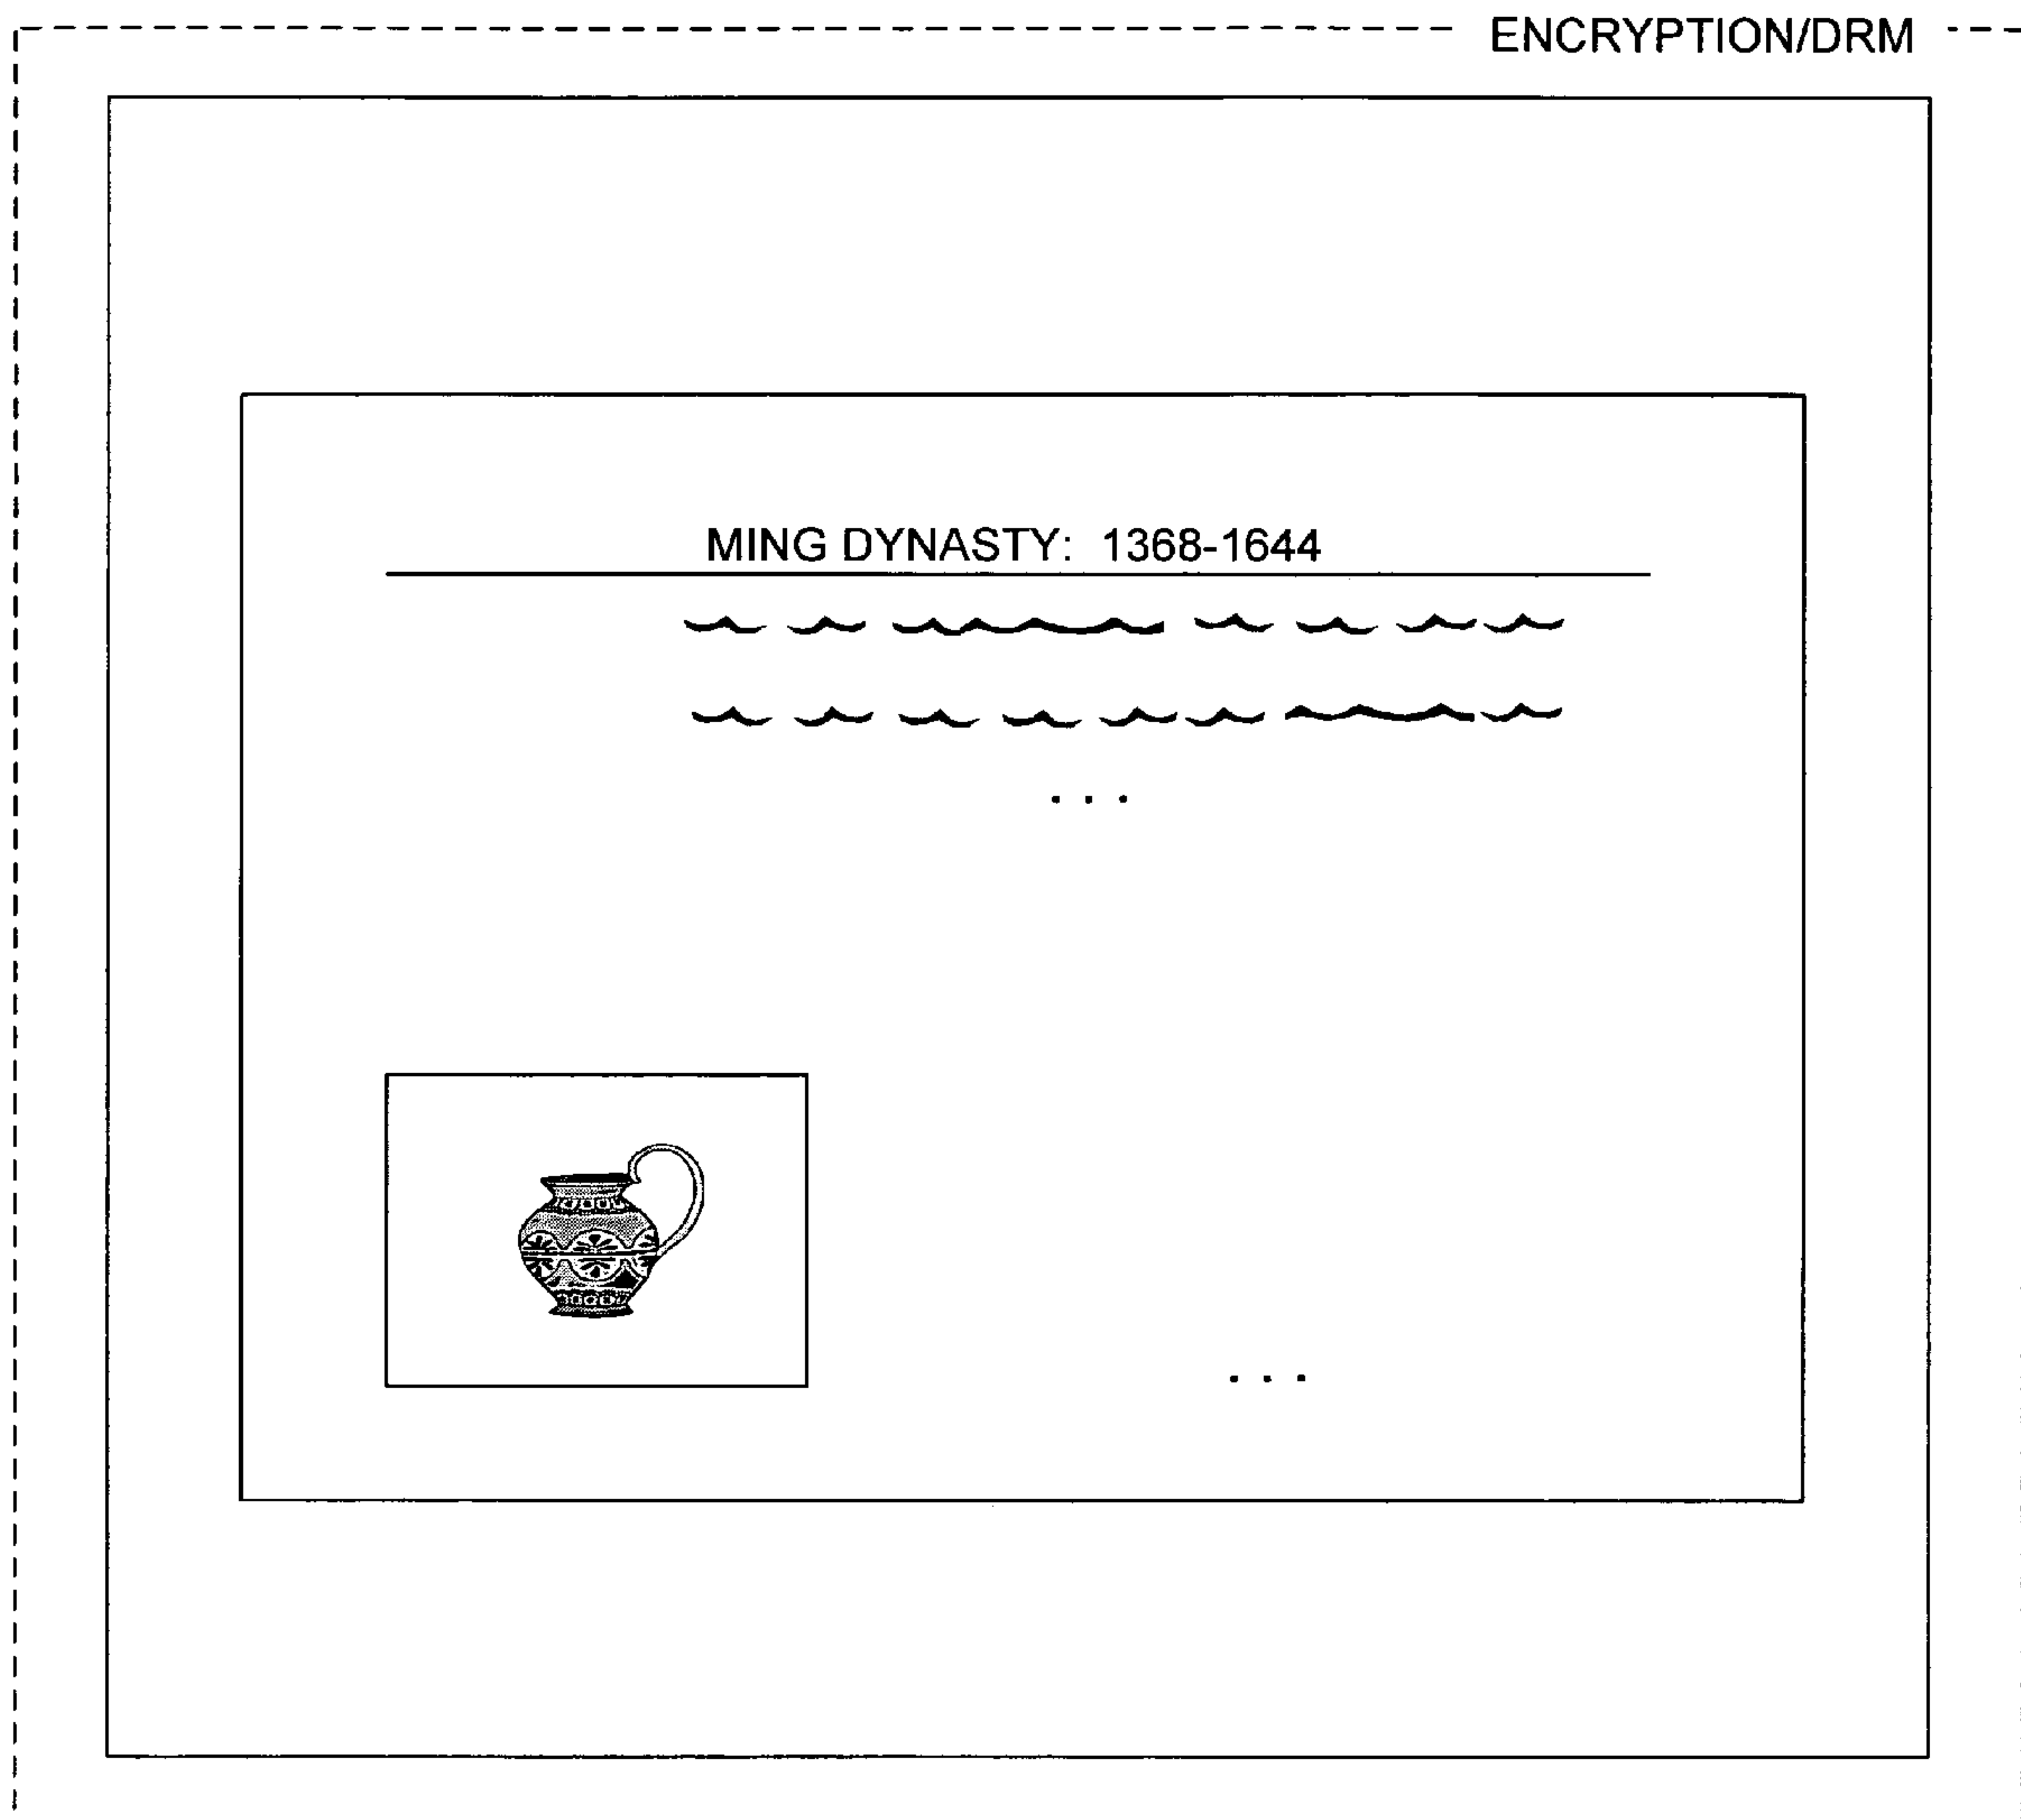 ENCRYPTION/DRM
MING DYNASTY: 1368-1644
. . .
. . .